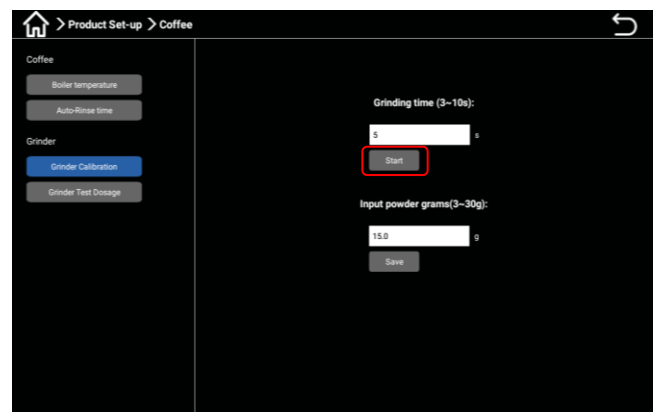 > Product Set-up > Coffee
Coffee
Boiler temperature
Auto-Rinse time
Grinder
Grinder Calibration
Grinder Test Dosage
Grinding time (3~10s):
5 s
Start
Input powder grams(3~30g):
15.0 g
Save